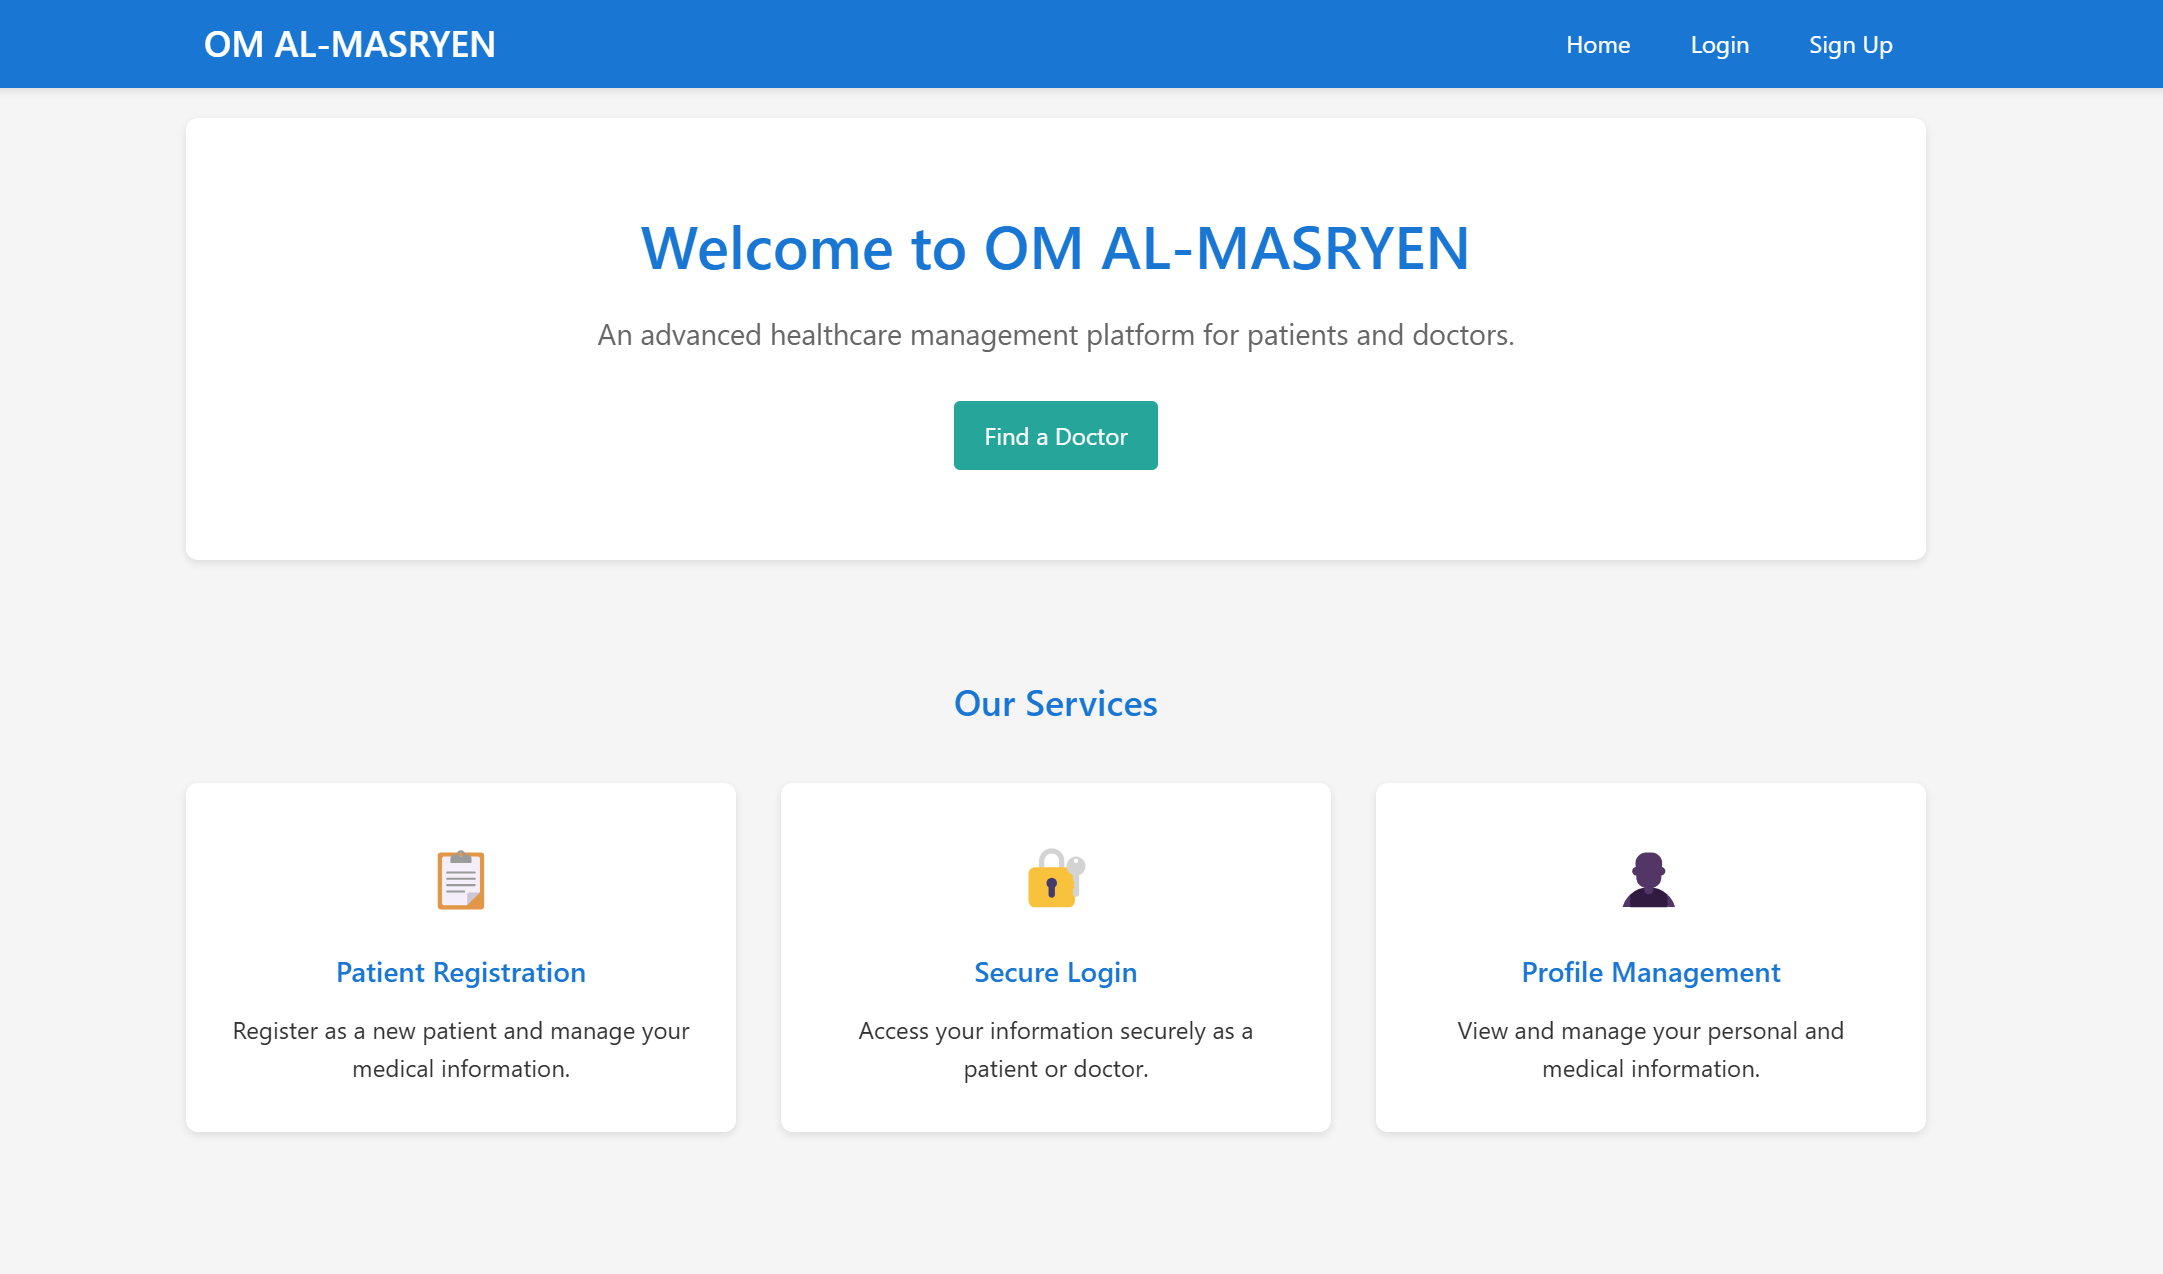 OM AL-MASRYEN
Home
Login
Sign Up
Welcome to OM AL-MASRYEN
An advanced healthcare management platform for patients and doctors.
Find a Doctor
Our Services
Patient Registration
Register as a new patient and manage your
medical information.
Secure Login
Access your information securely as a
patient or doctor.
Profile Management
View and manage your personal and
medical information.